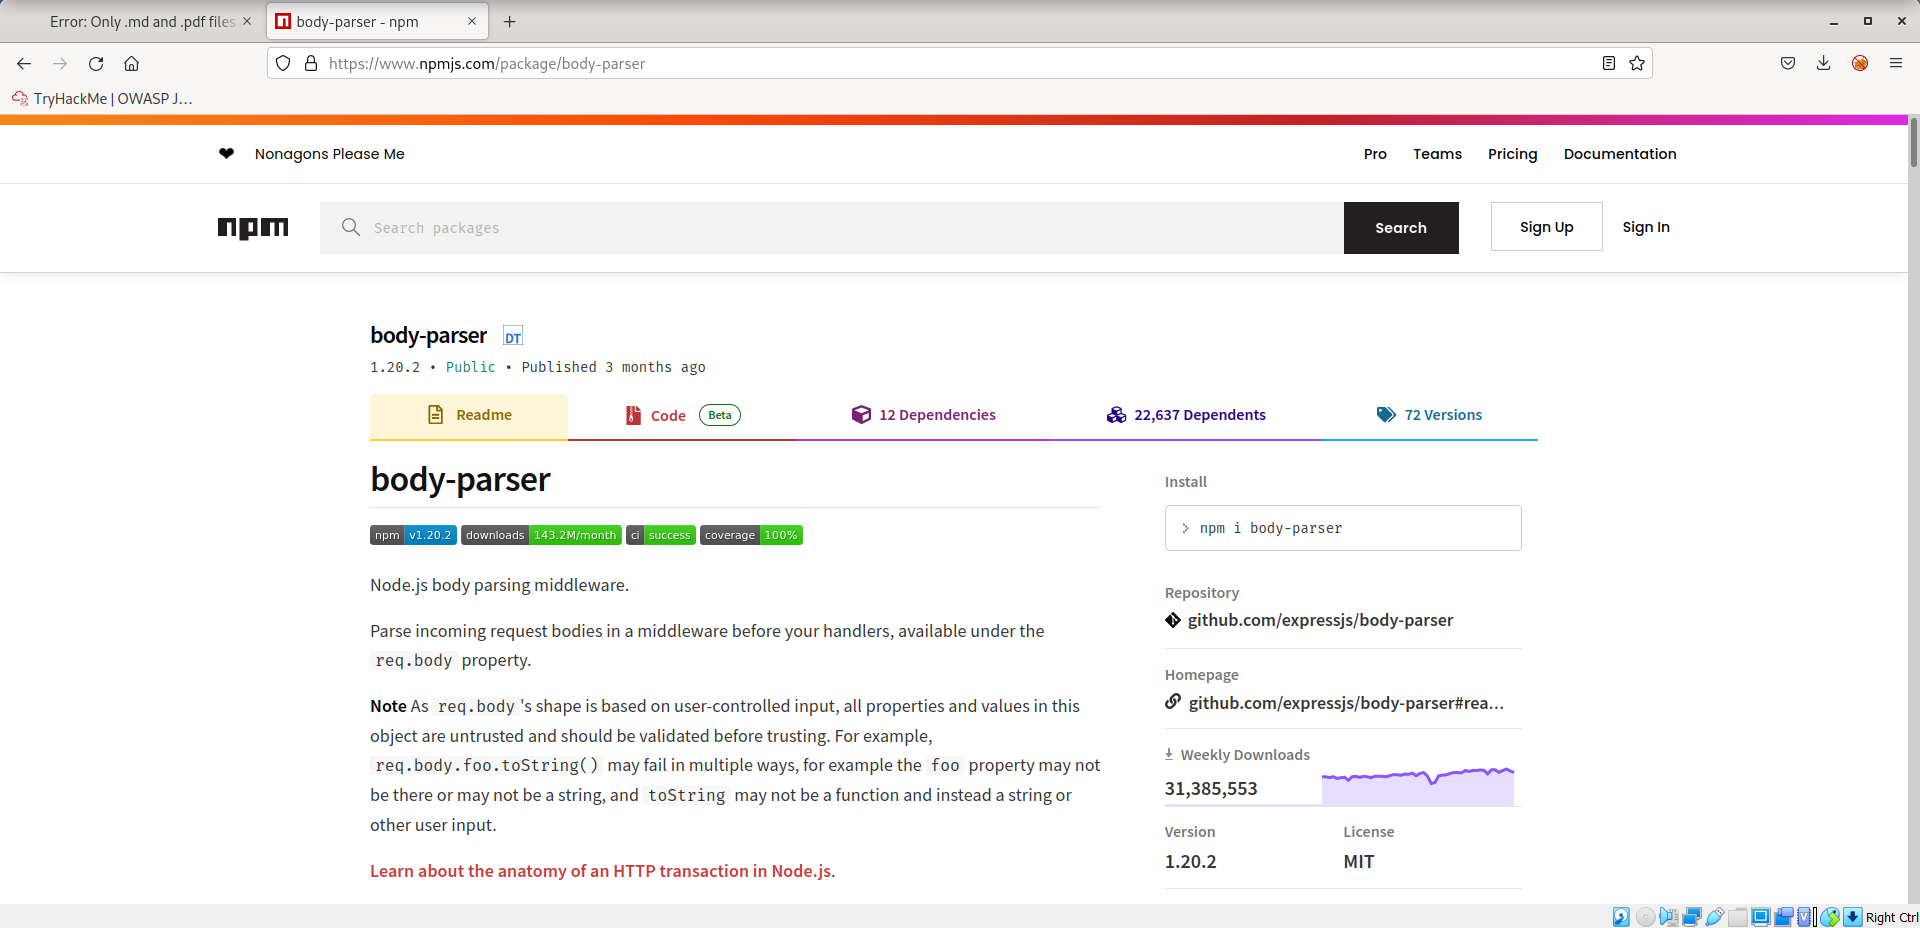 Error: Only .md and .pdf files
body-parser - npm
https://www.npmjs.com/package/body-parser
TryHackMe | OWASP J…
❤ Nonagons Please Me
Pro Teams Pricing Documentation
npm
Search packages
Search
Sign Up
Sign In
body-parser DT
1.20.2 • Public • Published 3 months ago
Readme
Code Beta
12 Dependencies
22,637 Dependents
72 Versions
body-parser
npm v1.20.2 downloads 143.2M/month ci success coverage 100%
Node.js body parsing middleware.
Parse incoming request bodies in a middleware before your handlers, available under the
req.body property.
Note As req.body 's shape is based on user-controlled input, all properties and values in this
object are untrusted and should be validated before trusting. For example,
req.body.foo.toString() may fail in multiple ways, for example the foo property may not
be there or may not be a string, and toString may not be a function and instead a string or
other user input.
Learn about the anatomy of an HTTP transaction in Node.js.
Install
> npm i body-parser
Repository
github.com/expressjs/body-parser
Homepage
github.com/expressjs/body-parser#rea...
Weekly Downloads
31,385,553
Version License
1.20.2 MIT
Right Ctrl